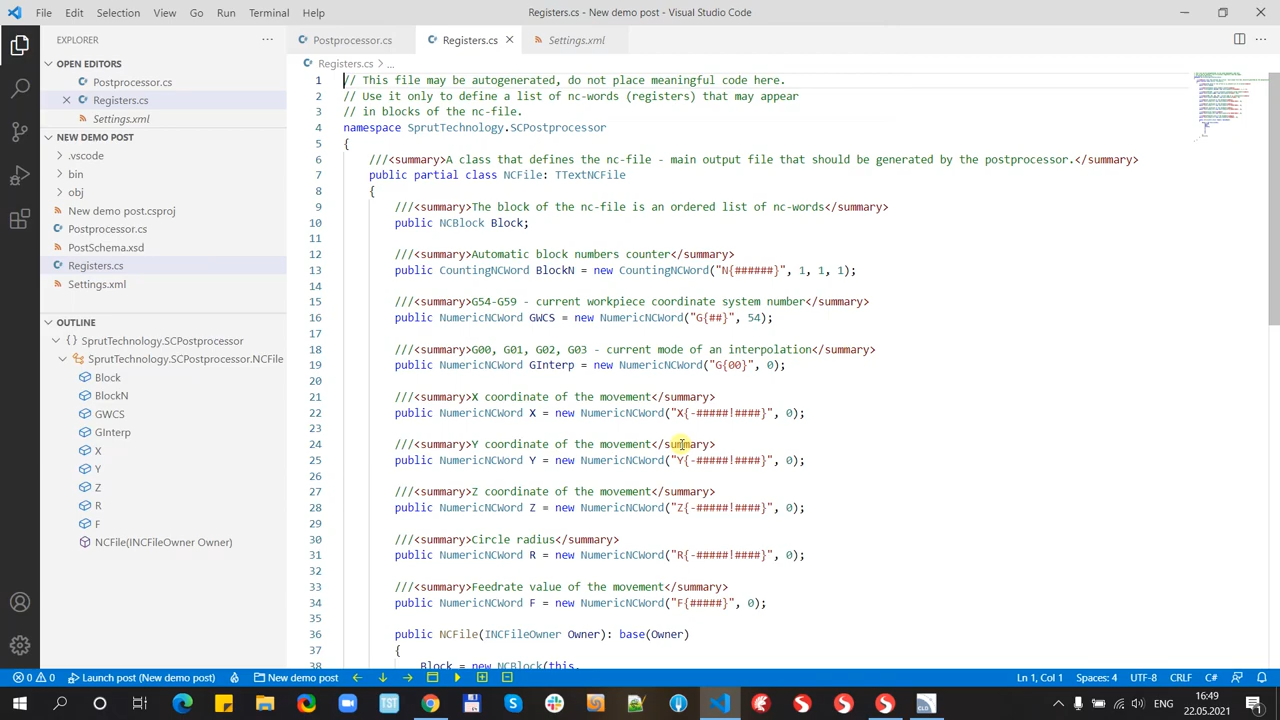 File Edit Selection View Go Run Terminal Help
Registers.cs - New demo post - Visual Studio Code
EXPLORER
OPEN EDITORS
Postprocessor.cs
Registers.cs
Settings.xml
NEW DEMO POST
.vscode
bin
obj
New demo post.csproj
Postprocessor.cs
PostSchema.xsd
Registers.cs
Settings.xml
OUTLINE
{ } SprutTechnology.SCPostprocessor
SprutTechnology.SCPostprocessor.NCFile
Block
BlockN
GWCS
GInterp
X
Y
Z
R
F
NCFile(INCFileOwner Owner)
Postprocessor.cs Registers.cs Settings.xml
Registers.cs > ...
1 // This file may be autogenerated, do not place meaningful code here.
2 // Use it only to define a list of nc-words (registers) that may appear
3 // in blocks of the nc-file.
4 namespace SprutTechnology.SCPostprocessor
5 {
6 ///<summary>A class that defines the nc-file - main output file that should be generated by the postprocessor.</summary>
7 public partial class NCFile: TTextNCFile
8 {
9 ///<summary>The block of the nc-file is an ordered list of nc-words</summary>
10 public NCBlock Block;
11
12 ///<summary>Automatic block numbers counter</summary>
13 public CountingNCWord BlockN = new CountingNCWord("N{######}", 1, 1, 1);
14
15 ///<summary>G54-G59 - current workpiece coordinate system number</summary>
16 public NumericNCWord GWCS = new NumericNCWord("G{##}", 54);
17
18 ///<summary>G00, G01, G02, G03 - current mode of an interpolation</summary>
19 public NumericNCWord GInterp = new NumericNCWord("G{00}", 0);
20
21 ///<summary>X coordinate of the movement</summary>
22 public NumericNCWord X = new NumericNCWord("X{-#####!####}", 0);
23
24 ///<summary>Y coordinate of the movement</summary>
25 public NumericNCWord Y = new NumericNCWord("Y{-#####!####}", 0);
26
27 ///<summary>Z coordinate of the movement</summary>
28 public NumericNCWord Z = new NumericNCWord("Z{-#####!####}", 0);
29
30 ///<summary>Circle radius</summary>
31 public NumericNCWord R = new NumericNCWord("R{-#####!####}", 0);
32
33 ///<summary>Feedrate value of the movement</summary>
34 public NumericNCWord F = new NumericNCWord("F{#####}", 0);
35
36 public NCFile(INCFileOwner Owner): base(Owner)
37 {
38 Block = new NCBlock(this,
0 0 Launch post (New demo post) New demo post
Ln 1, Col 1 Spaces: 4 UTF-8 CRLF C#
ENG 16:49
22.05.2021